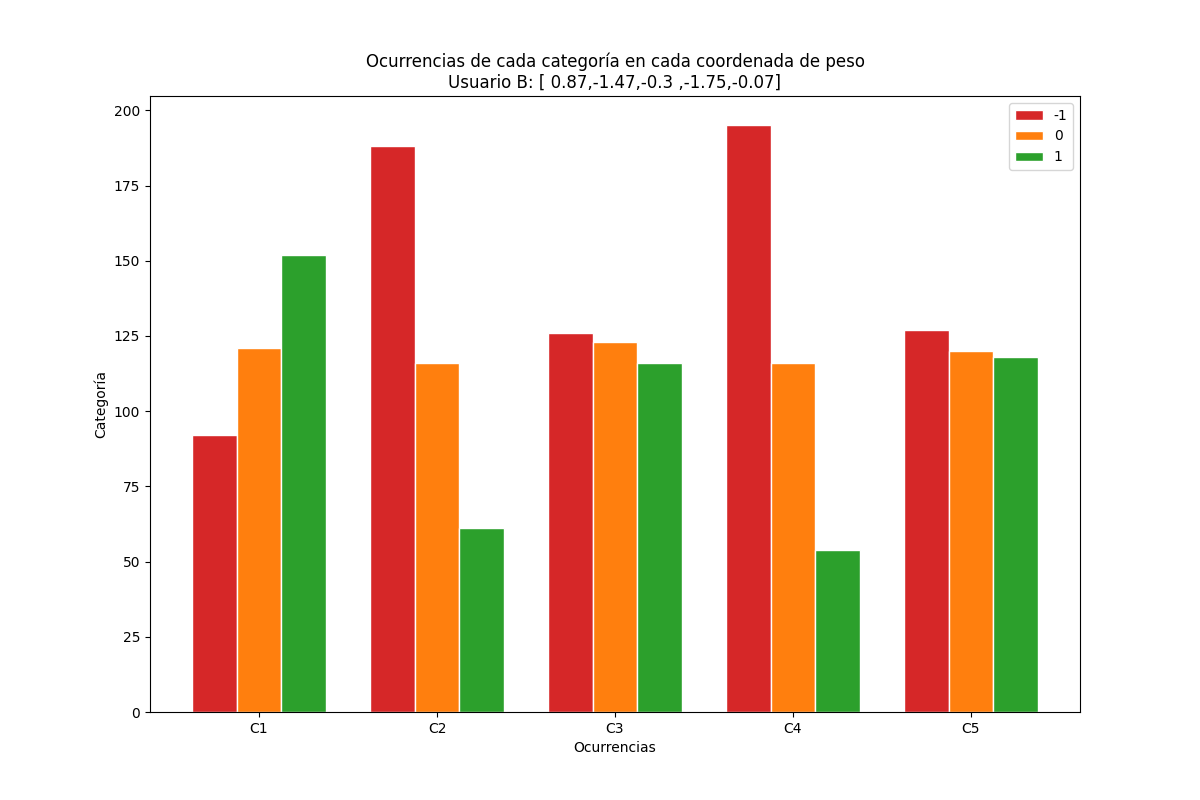 Ocurrencias de cada categoría en cada coordenada de peso
Usuario B: [ 0.87,-1.47,-0.3 ,-1.75,-0.07]
200
175
150
125
100
75
50
25
0
Categoría
-1
0
1
C1 C2 C3 C4 C5
Ocurrencias